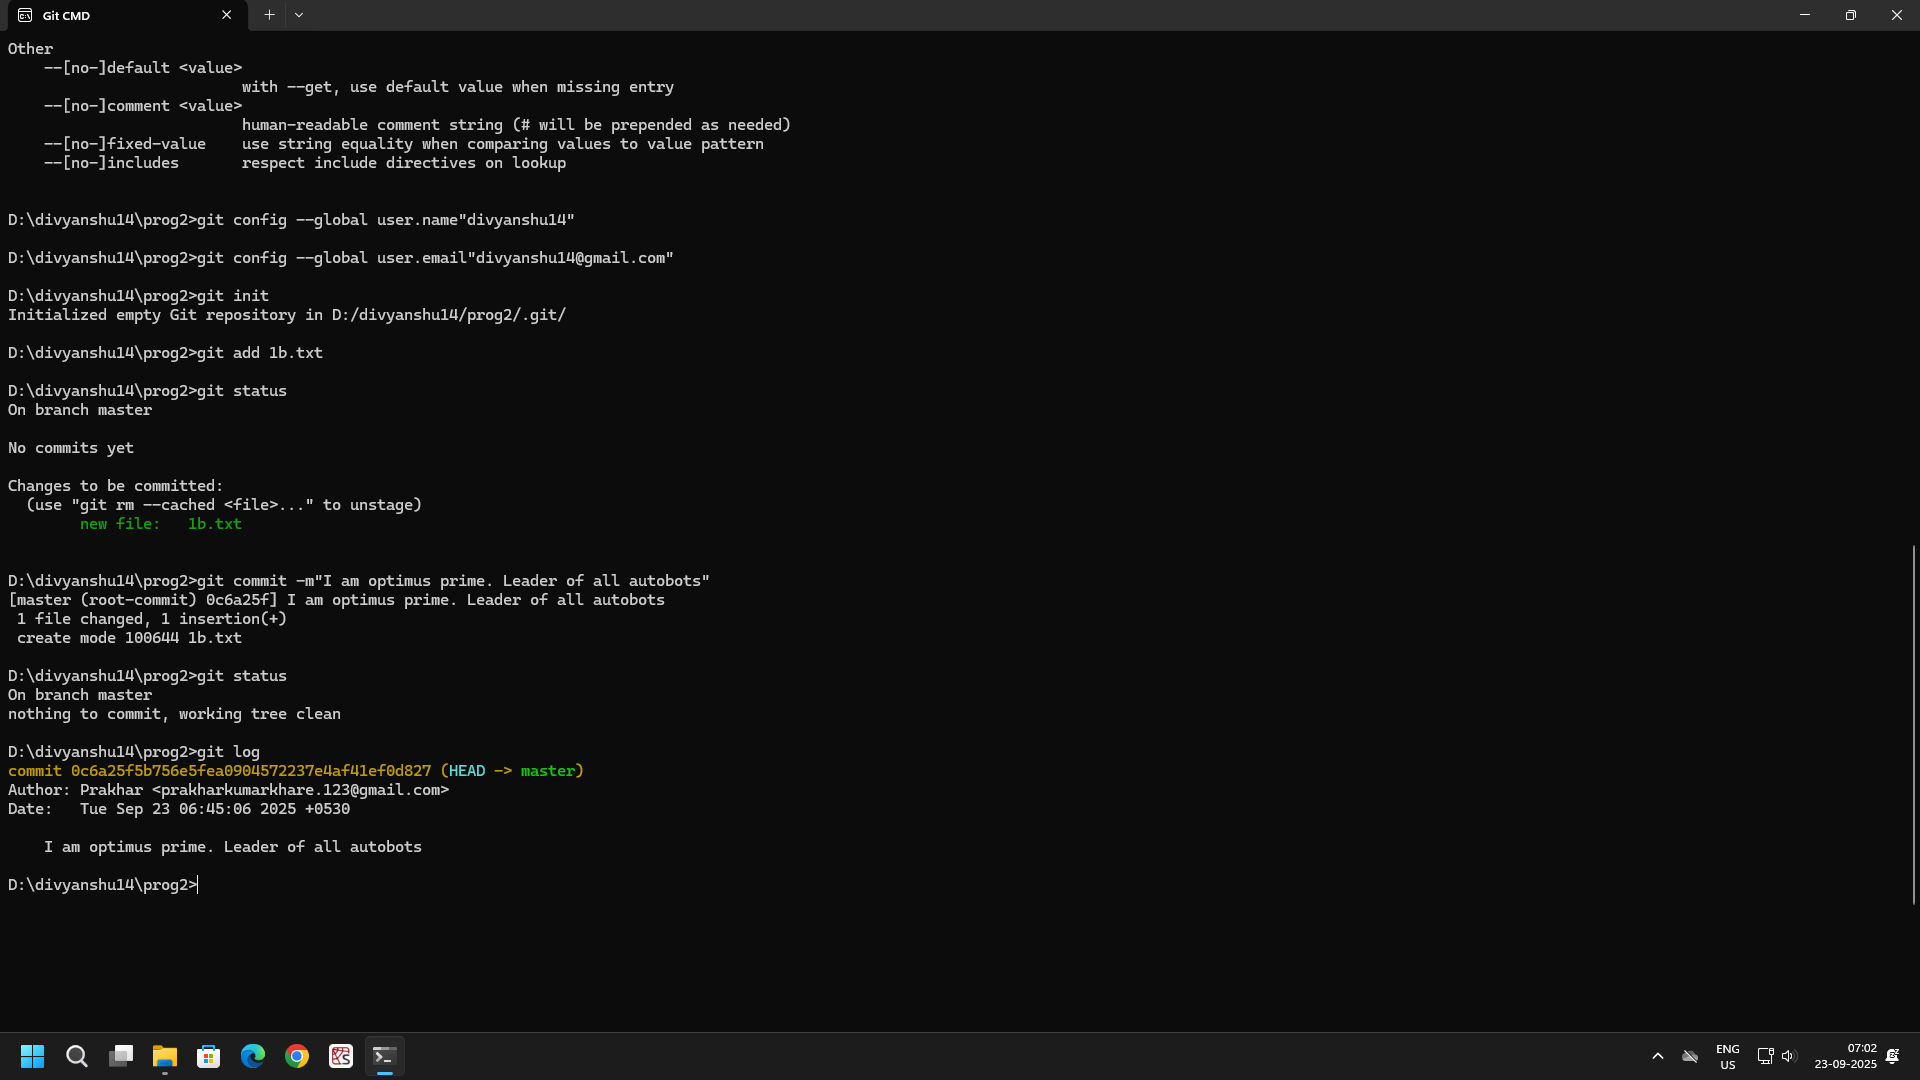 Git CMD
Other
    --[no-]default <value>
                          with --get, use default value when missing entry
    --[no-]comment <value>
                          human-readable comment string (# will be prepended as needed)
    --[no-]fixed-value    use string equality when comparing values to value pattern
    --[no-]includes       respect include directives on lookup
D:\divyanshu14\prog2>git config --global user.name"divyanshu14"
D:\divyanshu14\prog2>git config --global user.email"divyanshu14@gmail.com"
D:\divyanshu14\prog2>git init
Initialized empty Git repository in D:/divyanshu14/prog2/.git/
D:\divyanshu14\prog2>git add 1b.txt
D:\divyanshu14\prog2>git status
On branch master
No commits yet
Changes to be committed:
  (use "git rm --cached <file>..." to unstage)
        new file:   1b.txt
D:\divyanshu14\prog2>git commit -m"I am optimus prime. Leader of all autobots"
[master (root-commit) 0c6a25f] I am optimus prime. Leader of all autobots
 1 file changed, 1 insertion(+)
 create mode 100644 1b.txt
D:\divyanshu14\prog2>git status
On branch master
nothing to commit, working tree clean
D:\divyanshu14\prog2>git log
commit 0c6a25f5b756e5fea0904572237e4af41ef0d827 (HEAD -> master)
Author: Prakhar <prakharkumarkhare.123@gmail.com>
Date:   Tue Sep 23 06:45:06 2025 +0530
    I am optimus prime. Leader of all autobots
D:\divyanshu14\prog2>
ENG
US
07:02
23-09-2025